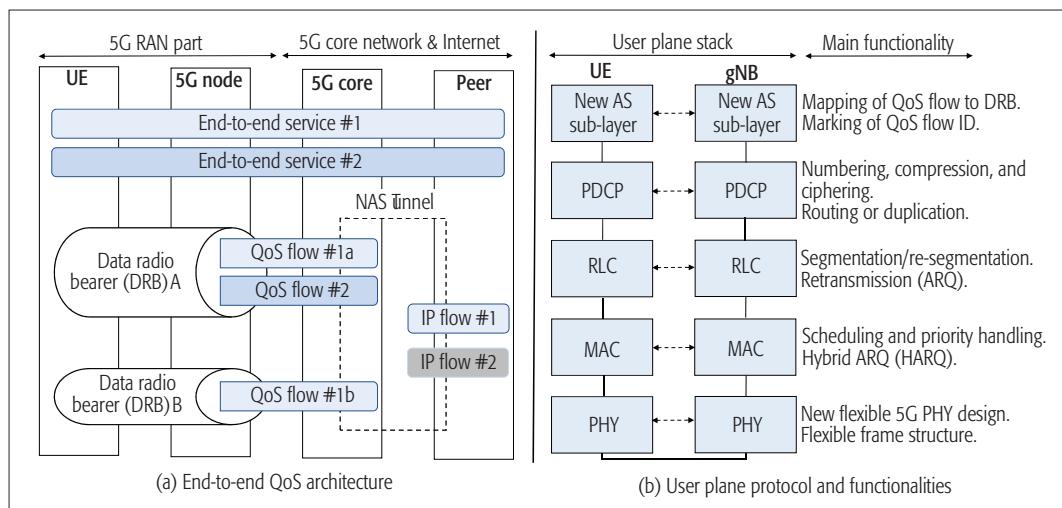 5G RAN part
5G core network & Internet
UE
5G node
5G core
Peer
End-to-end service #1
End-to-end service #2
NAS Tunnel
Data radio
bearer (DRB) A
QoS flow #1a
QoS flow #2
IP flow #1
IP flow #2
Data radio
bearer (DRB) B
QoS flow #1b
(a) End-to-end QoS architecture
User plane stack
Main functionality
UE
gNB
New AS
sub-layer
New AS
sub-layer
Mapping of QoS flow to DRB.
Marking of QoS flow ID.
PDCP
PDCP
Numbering, compression, and
ciphering.
Routing or duplication.
RLC
RLC
Segmentation/re-segmentation.
Retransmission (ARQ).
MAC
MAC
Scheduling and priority handling.
Hybrid ARQ (HARQ).
PHY
PHY
New flexible 5G PHY design.
Flexible frame structure.
(b) User plane protocol and functionalities